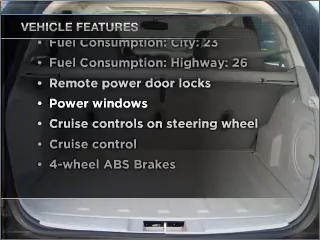 VEHICLE FEATURES
• Fuel Consumption: City: 23
• Fuel Consumption: Highway: 26
• Remote power door locks
• Power windows
• Cruise controls on steering wheel
• Cruise control
• 4-wheel ABS Brakes